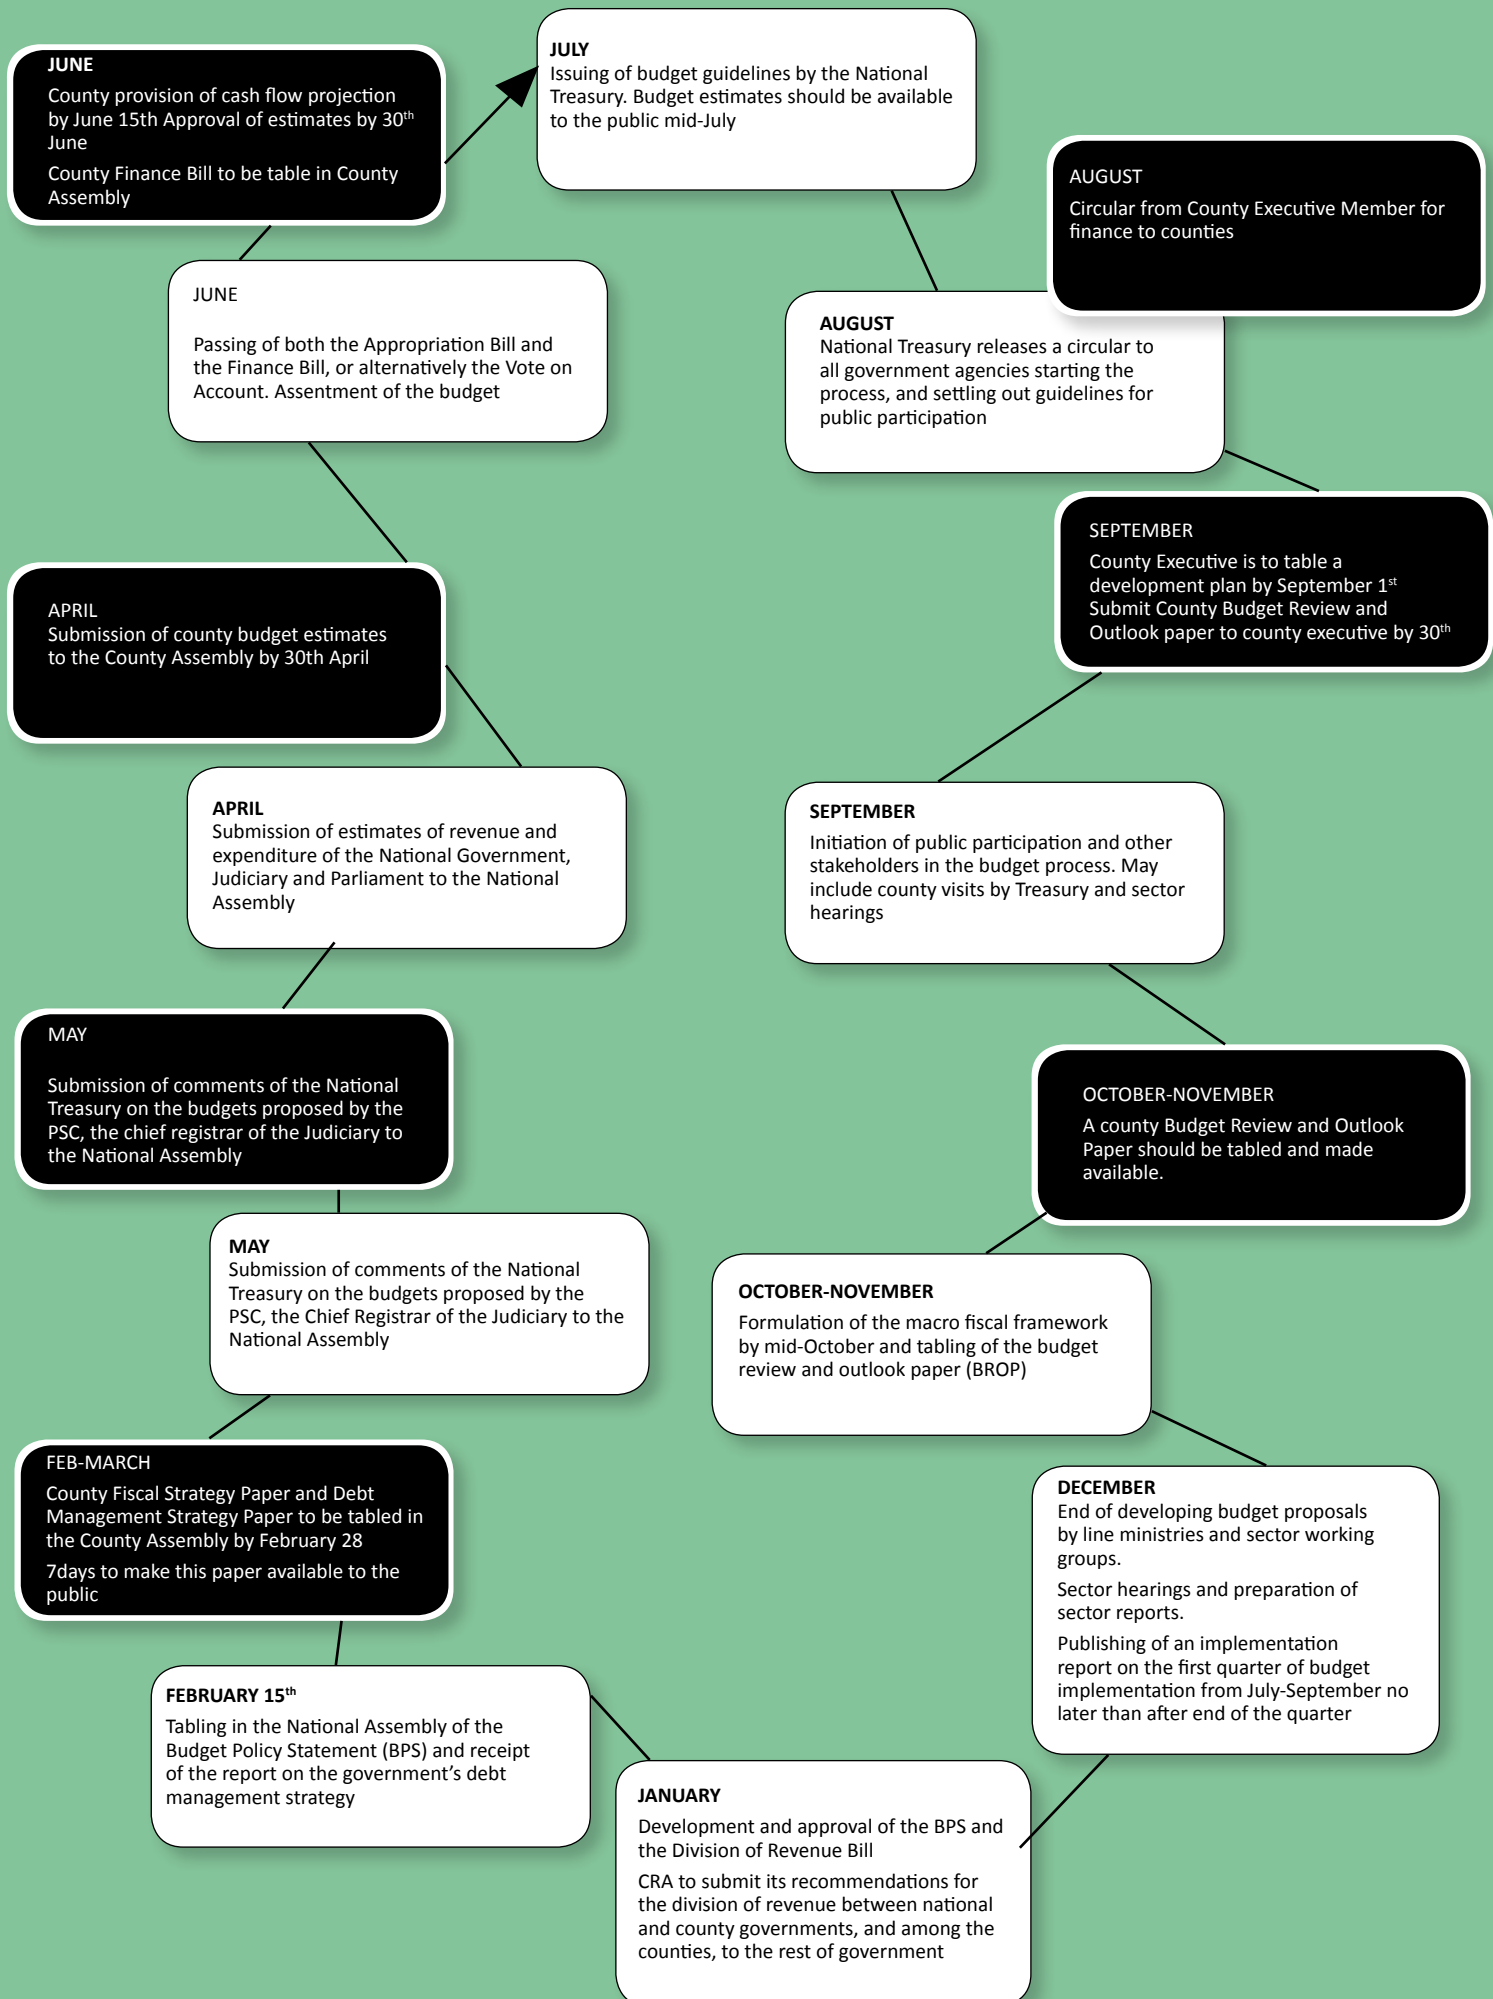 JUNE
County provision of cash flow projection
by June 15th Approval of estimates by 30th
June
County Finance Bill to be table in County
Assembly
JULY
Issuing of budget guidelines by the National
Treasury. Budget estimates should be available
to the public mid-July
AUGUST
Circular from County Executive Member for
finance to counties
JUNE
Passing of both the Appropriation Bill and
the Finance Bill, or alternatively the Vote on
Account. Assentment of the budget
AUGUST
National Treasury releases a circular to
all government agencies starting the
process, and settling out guidelines for
public participation
SEPTEMBER
County Executive is to table a
development plan by September 1st
Submit County Budget Review and
Outlook paper to county executive by 30th
APRIL
Submission of county budget estimates
to the County Assembly by 30th April
APRIL
Submission of estimates of revenue and
expenditure of the National Government,
Judiciary and Parliament to the National
Assembly
SEPTEMBER
Initiation of public participation and other
stakeholders in the budget process. May
include county visits by Treasury and sector
hearings
MAY
Submission of comments of the National
Treasury on the budgets proposed by the
PSC, the chief registrar of the Judiciary to
the National Assembly
OCTOBER-NOVEMBER
A county Budget Review and Outlook
Paper should be tabled and made
available.
MAY
Submission of comments of the National
Treasury on the budgets proposed by the
PSC, the Chief Registrar of the Judiciary to the
National Assembly
OCTOBER-NOVEMBER
Formulation of the macro fiscal framework
by mid-October and tabling of the budget
review and outlook paper (BROP)
FEB-MARCH
County Fiscal Strategy Paper and Debt
Management Strategy Paper to be tabled in
the County Assembly by February 28
7days to make this paper available to the
public
DECEMBER
End of developing budget proposals
by line ministries and sector working
groups.
Sector hearings and preparation of
sector reports.
Publishing of an implementation
report on the first quarter of budget
implementation from July-September no
later than after end of the quarter
FEBRUARY 15th
Tabling in the National Assembly of the
Budget Policy Statement (BPS) and receipt
of the report on the government's debt
management strategy
JANUARY
Development and approval of the BPS and
the Division of Revenue Bill
CRA to submit its recommendations for
the division of revenue between national
and county governments, and among the
counties, to the rest of government